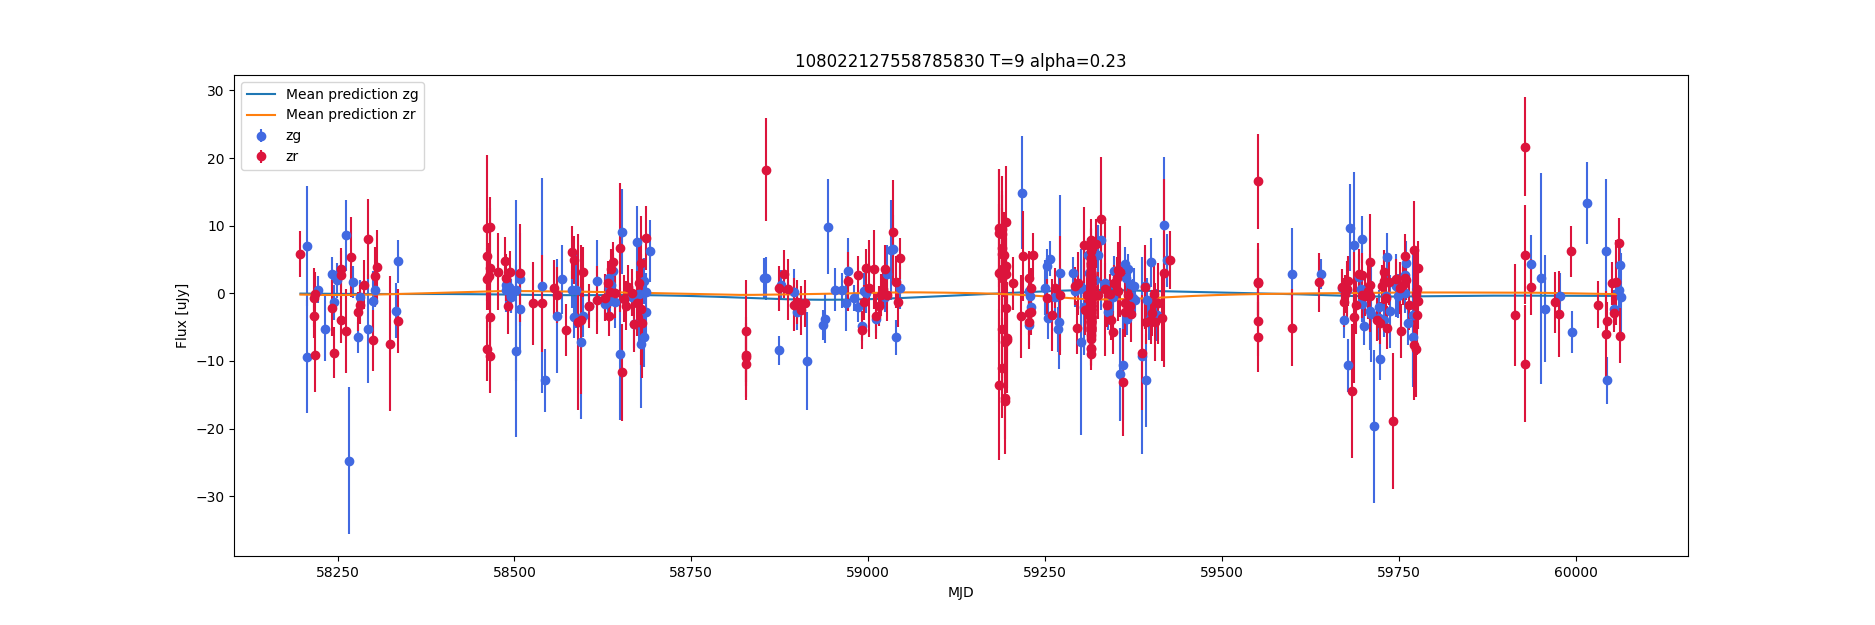 108022127558785830 T=9 alpha=0.23
Mean prediction zg
Mean prediction zr
zg
zr
30
20
10
0
−10
−20
−30
Flux [uJy]
58250 58500 58750 59000 59250 59500 59750 60000
MJD